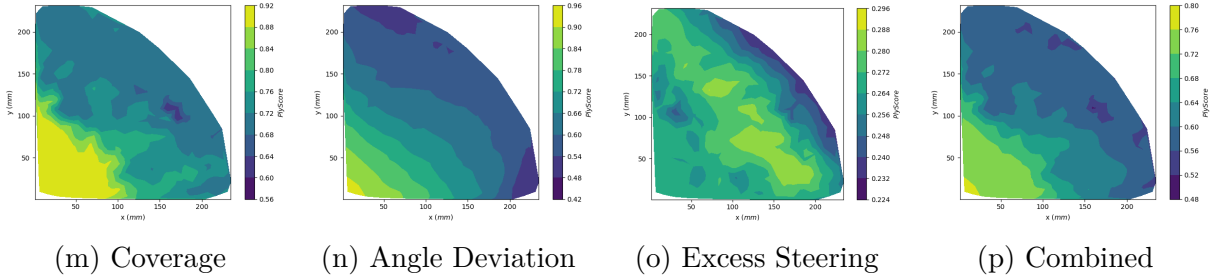 0.92
0.88
0.84
0.80
0.76
0.72
0.68
0.64
0.60
0.56
PlyScore
200
150
100
50
y (mm)
50 100 150 200
x (mm)
(m) Coverage
0.96
0.90
0.84
0.78
0.72
0.66
0.60
0.54
0.48
0.42
PlyScore
200
150
100
50
y (mm)
50 100 150 200
x (mm)
(n) Angle Deviation
0.296
0.288
0.280
0.272
0.264
0.256
0.248
0.240
0.232
0.224
PlyScore
200
150
100
50
y (mm)
50 100 150 200
x (mm)
(o) Excess Steering
0.80
0.76
0.72
0.68
0.64
0.60
0.56
0.52
0.48
PlyScore
200
150
100
50
y (mm)
50 100 150 200
x (mm)
(p) Combined